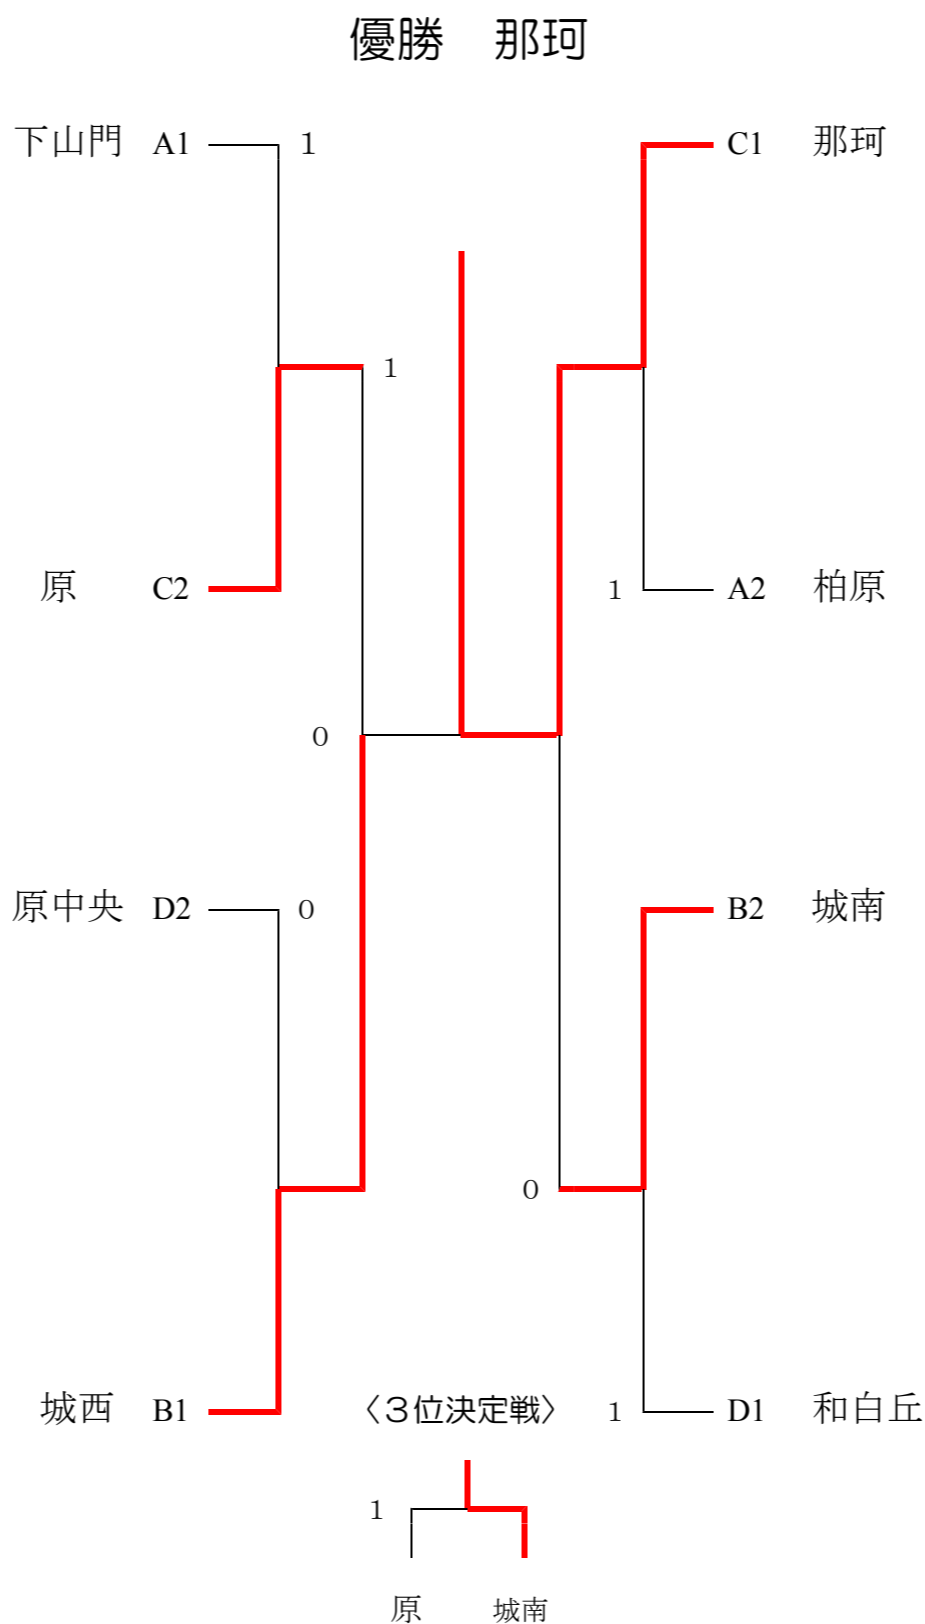 優勝　那珂
下山門 A1 1 C1 那珂
1
原 C2 1 A2 柏原
0
原中央 D2 0 B2 城南
0
城西 B1 〈3位決定戦〉 1 D1 和白丘
1
原 城南